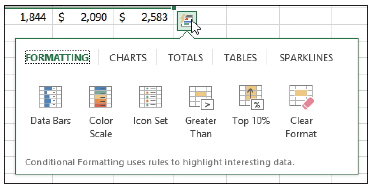 1,844 $ 2,090 $ 2,583
FORMATTING CHARTS TOTALS TABLES SPARKLINES
Data Bars Color Scale Icon Set Greater Than Top 10% Clear Format
Conditional Formatting uses rules to highlight interesting data.